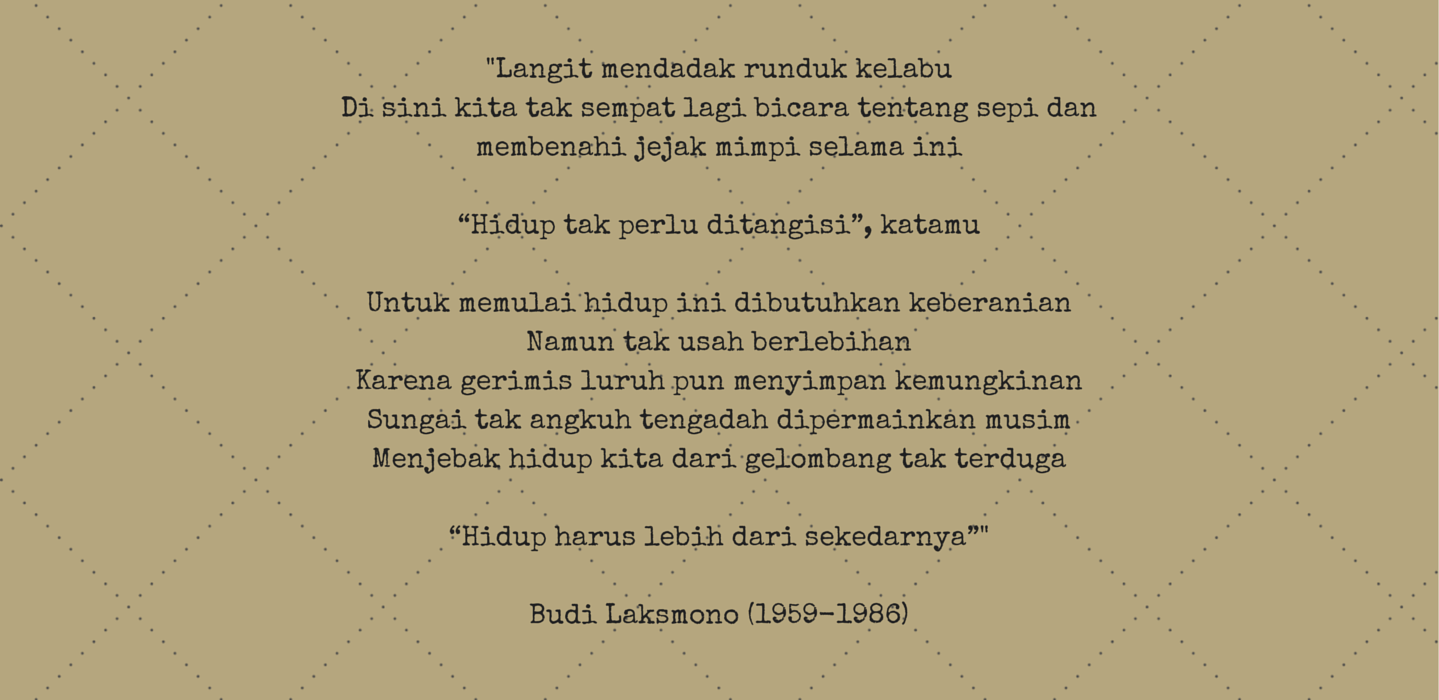 "Langit mendadak runduk kelabu
Di sini kita tak sempat lagi bicara tentang sepi dan
membenahi jejak mimpi selama ini
“Hidup tak perlu ditangisi”, katamu
Untuk memulai hidup ini dibutuhkan keberanian
Namun tak usah berlebihan
Karena gerimis luruh pun menyimpan kemungkinan
Sungai tak angkuh tengadah dipermainkan musim
Menjebak hidup kita dari gelombang tak terduga
“Hidup harus lebih dari sekedarnya”"
Budi Laksmono (1959-1986)